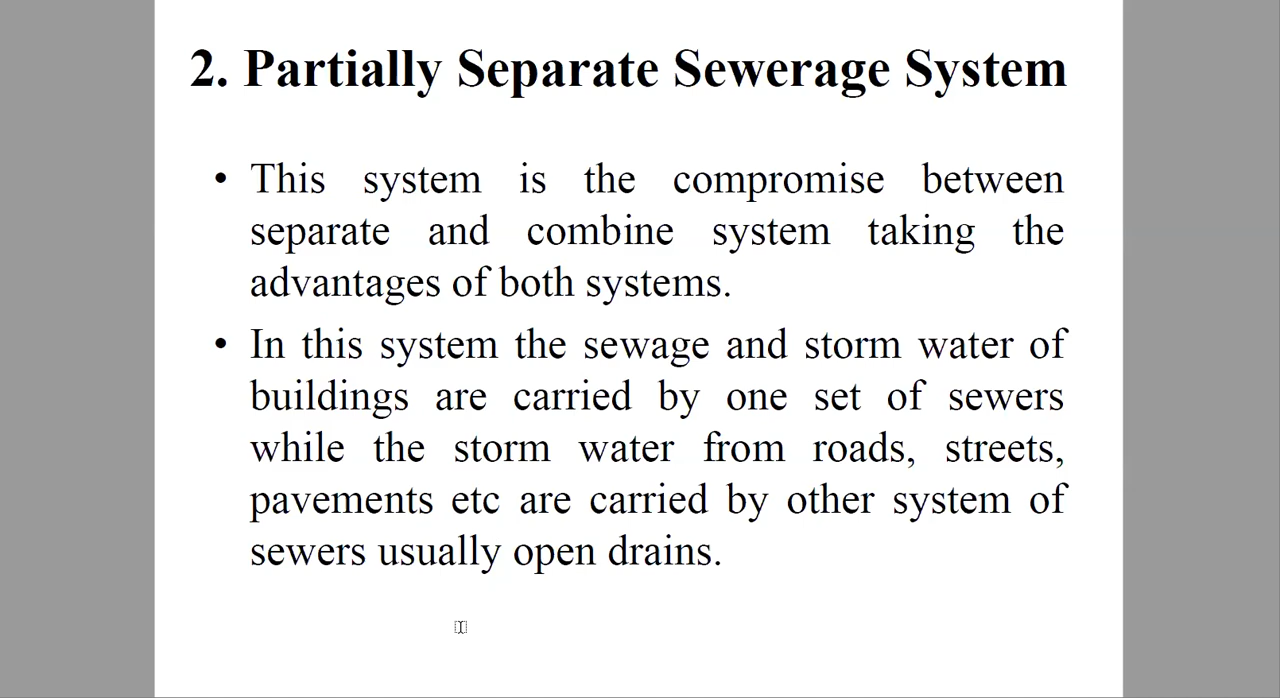 2. Partially Separate Sewerage System
• This system is the compromise between
separate and combine system taking the
advantages of both systems.
• In this system the sewage and storm water of
buildings are carried by one set of sewers
while the storm water from roads, streets,
pavements etc are carried by other system of
sewers usually open drains.